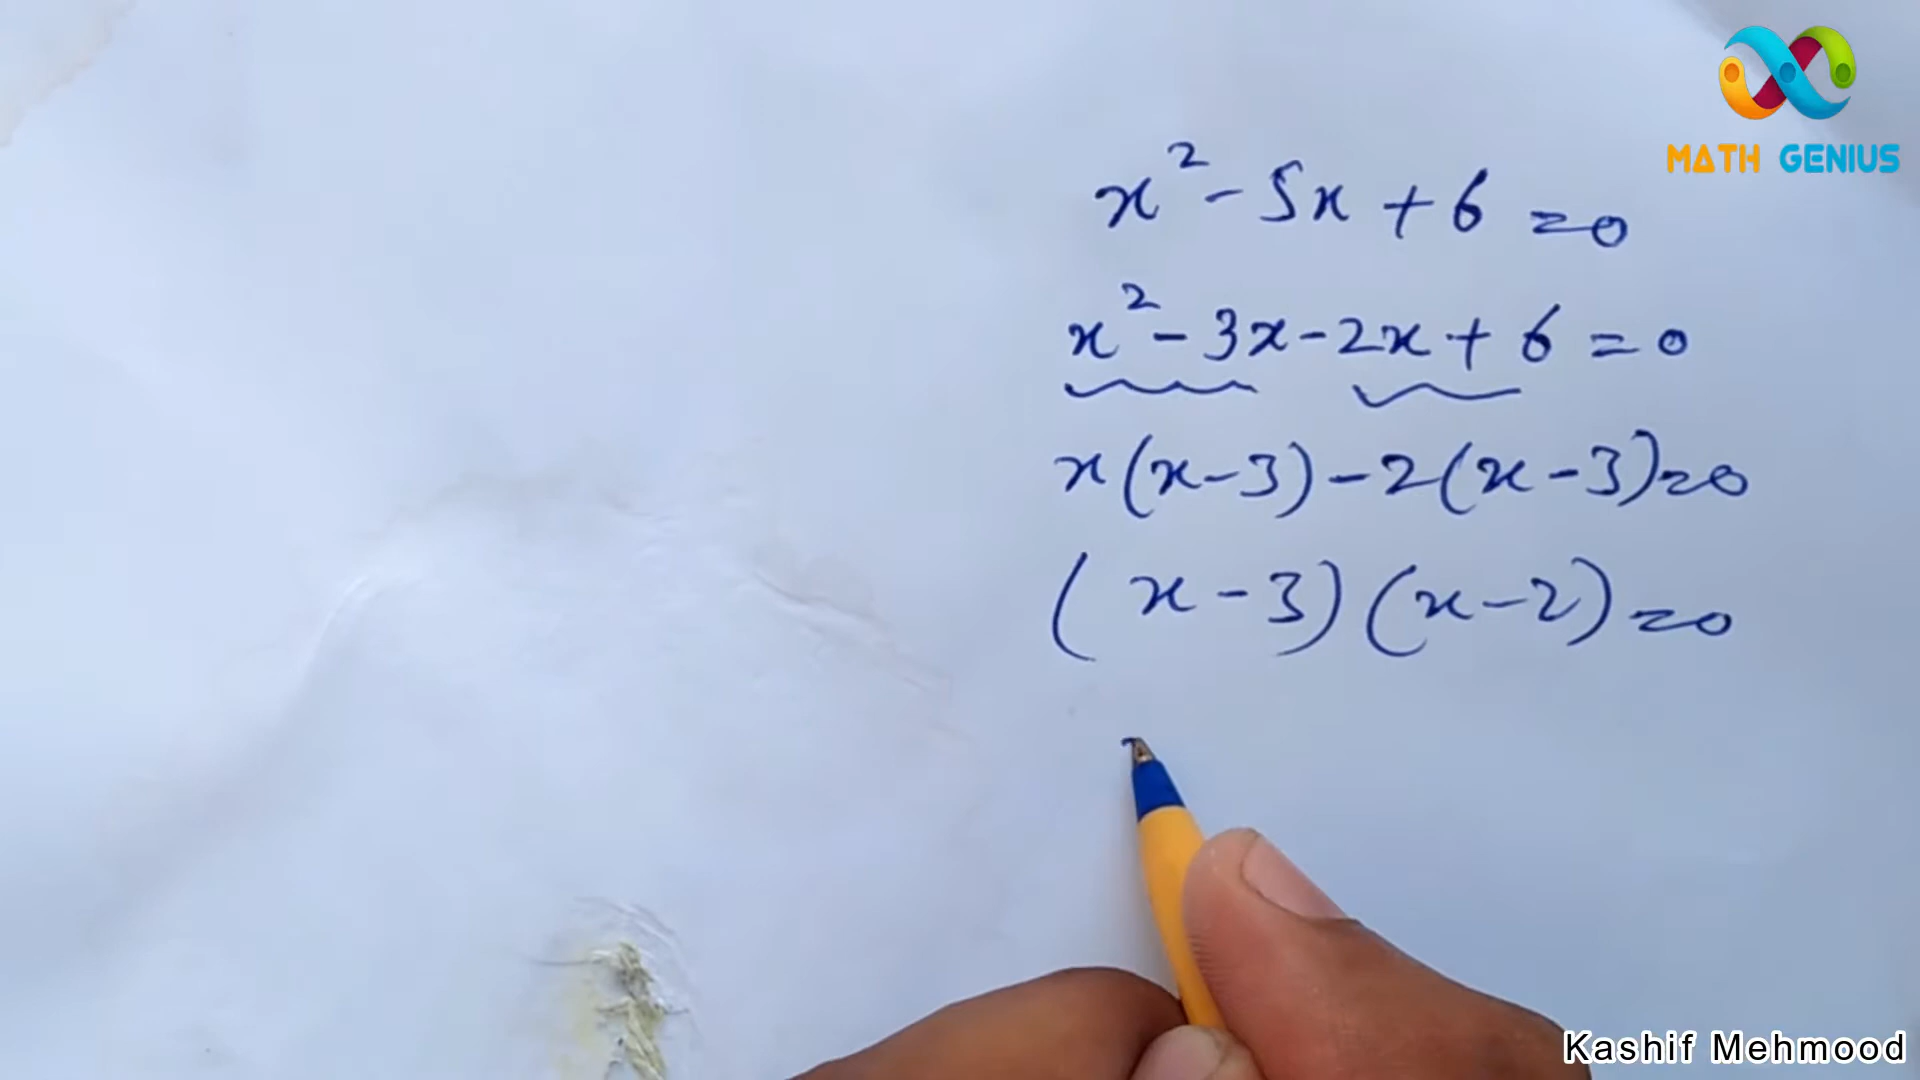 MATH GENIUS
x² - 5x + 6 = 0
x² - 3x - 2x + 6 = 0
x(x-3) - 2(x-3) = 0
(x-3)(x-2) = 0
Kashif Mehmood